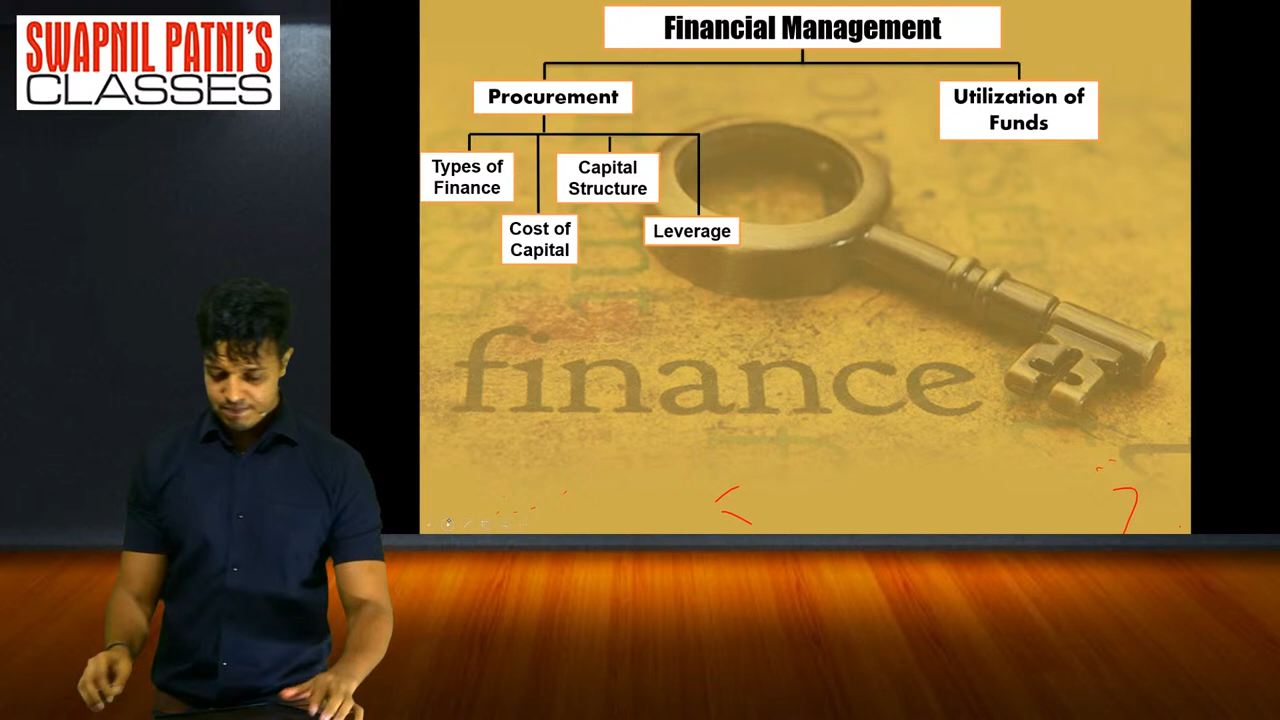 SWAPNIL PATNI'S
CLASSES
Financial Management
Procurement
Utilization of
Funds
Types of
Finance
Capital
Structure
Cost of
Capital
Leverage
finance